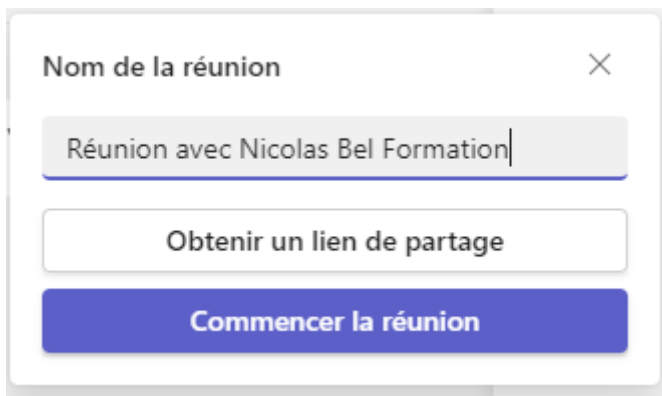 Nom de la réunion
Réunion avec Nicolas Bel Formation
Obtenir un lien de partage
Commencer la réunion